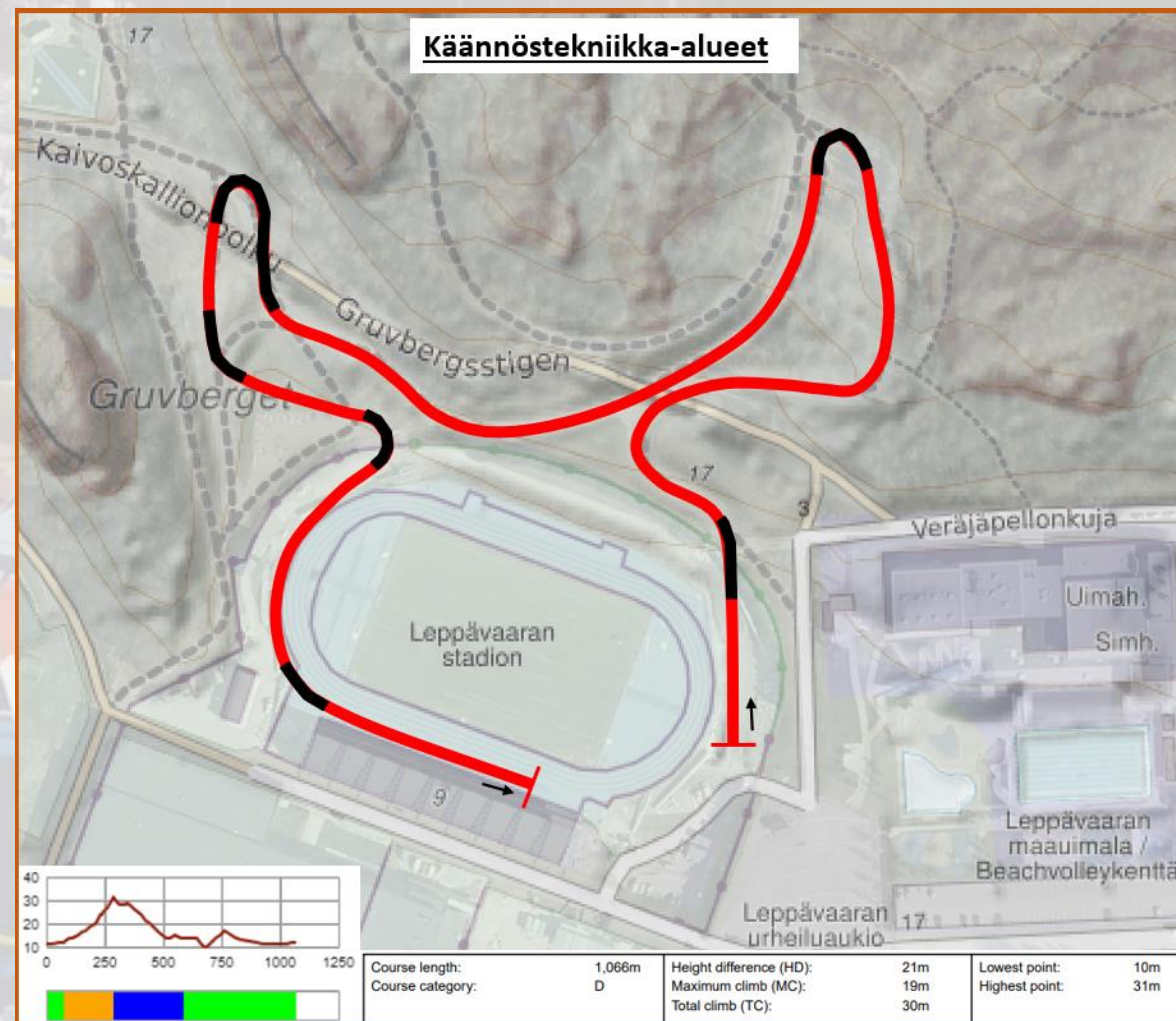 Käännöstekniikka-alueet
17
Kaivoskallionpolku
Gruvbergsstigen
Gruvberget
17
3
Veräjäpellonkuja
Uimah.
Simh.
Leppävaaran
stadion
9
Leppävaaran
maauimala /
Beachvolleykenttä
Leppävaaran
urheiluaukio
17
40
30
20
10
0 250 500 750 1000 1250
Course length: 1,066m
Course category: D
Height difference (HD): 21m
Maximum climb (MC): 19m
Total climb (TC): 30m
Lowest point: 10m
Highest point: 31m